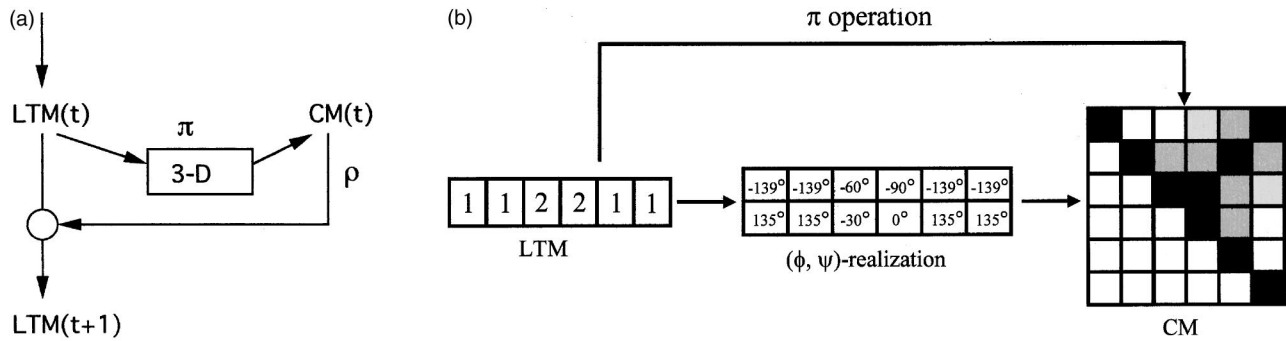 (a)
LTM(t)
π
CM(t)
3-D
ρ
LTM(t+1)
(b)
π operation
1 1 2 2 1 1
LTM
-139° -139° -60° -90° -139° -139°
135° 135° -30° 0° 135° 135°
(ϕ, ψ)-realization
CM